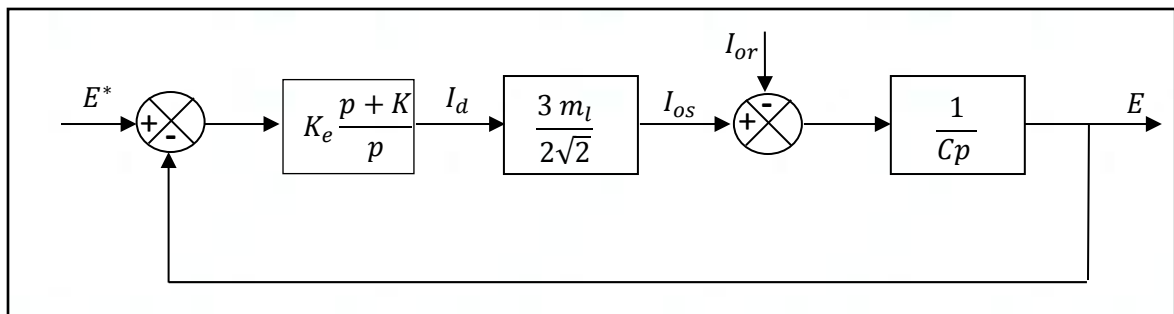 E*
+
-
K_e (p + K)/p
I_d
3 m_l/2√2
I_os
I_or
-
+
1/Cp
E